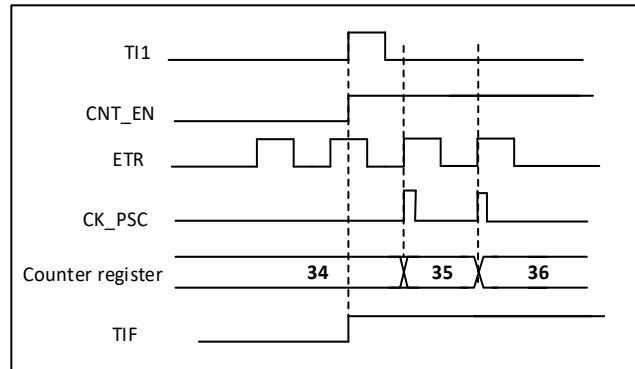 TI1
CNT_EN
ETR
CK_PSC
Counter register 34 35 36
TIF